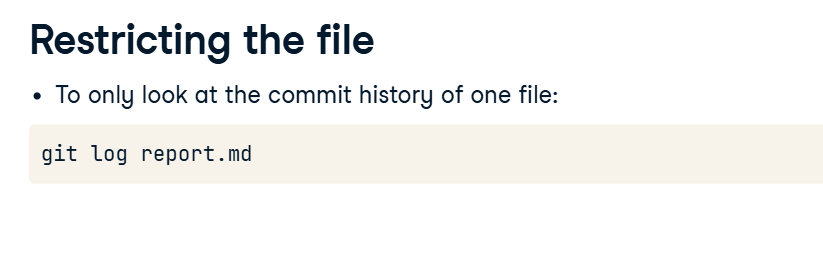 Restricting the file
• To only look at the commit history of one file:
git log report.md